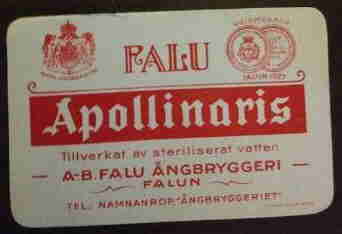 FALU
Apollinaris
Tillverkat av steriliserat vatten
A.-B. FALU ÅNGBRYGGERI
FALUN
TEL. NAMNANROP: "ÅNGBRYGGERIET"